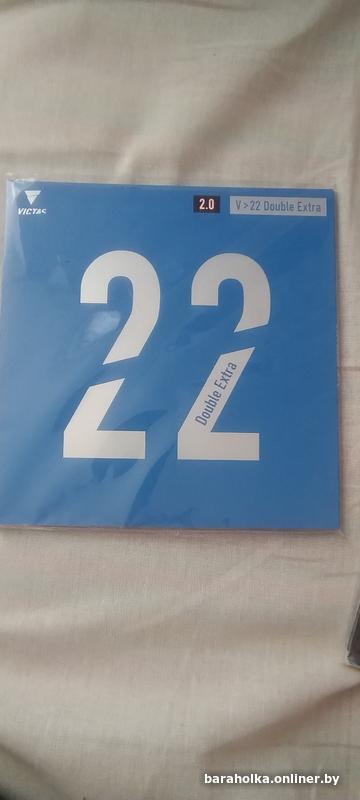 VICTAS
2.0
V>22 Double Extra
22
Double Extra
baraholka.onliner.by